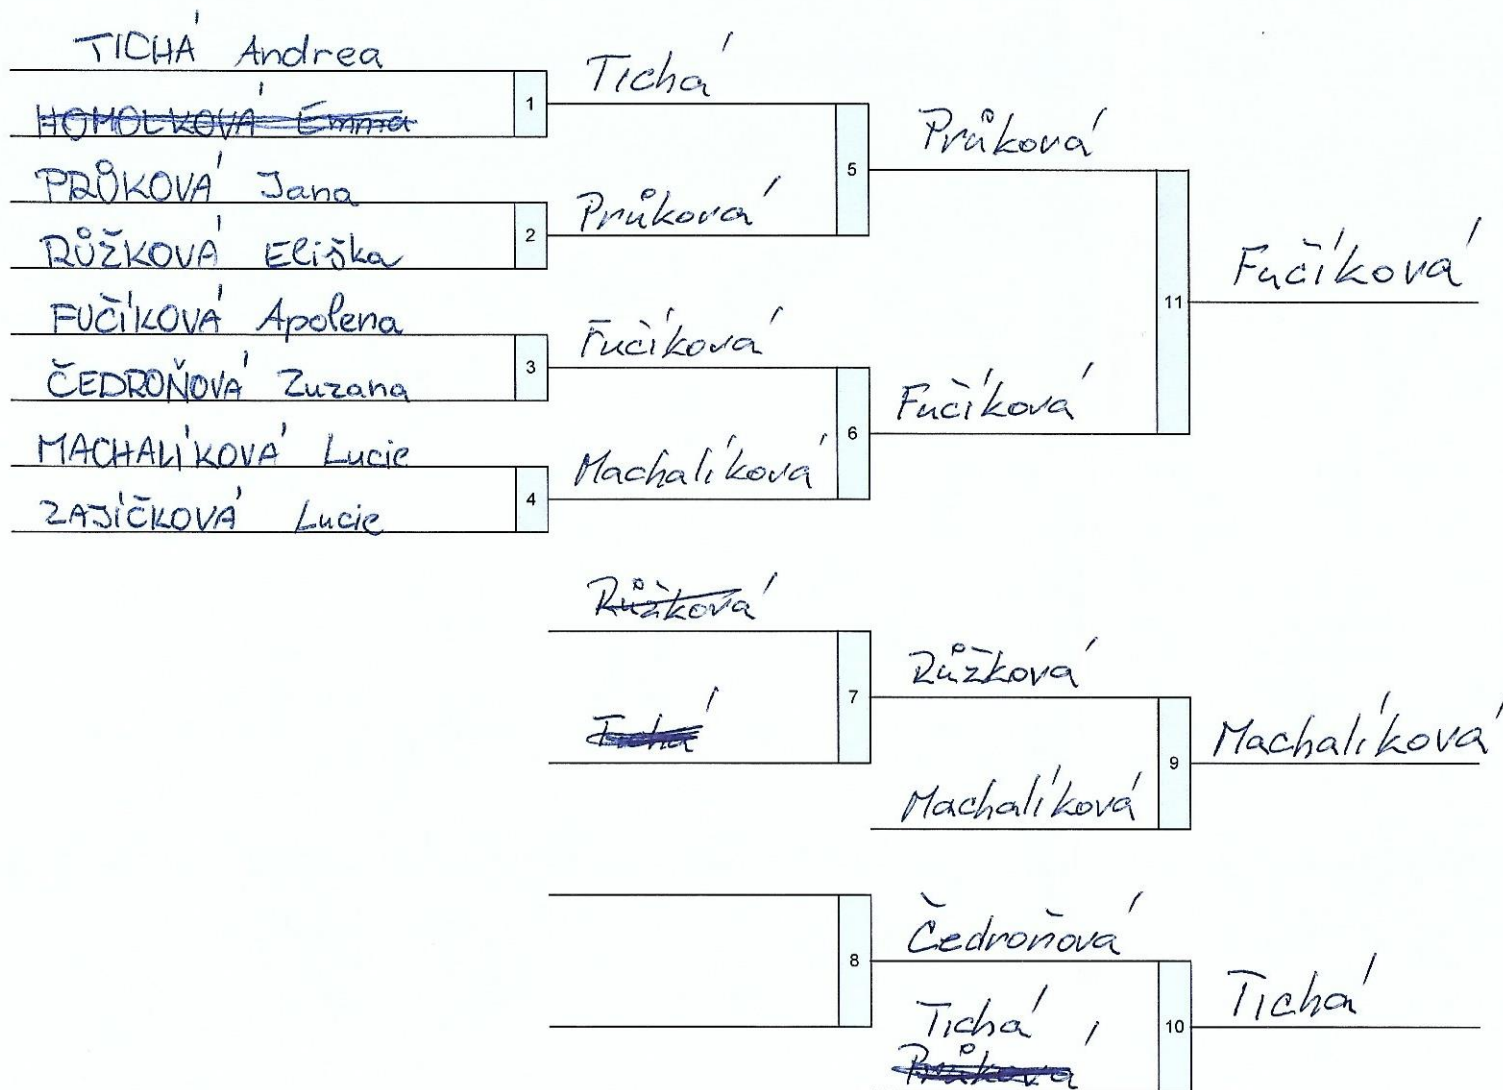 TICHÁ Andrea
HOMOLKOVÁ Emma
PRŮKOVÁ Jana
RŮŽKOVÁ Eliška
FUČÍKOVÁ Apolena
ČEDROŇOVÁ Zuzana
MACHALÍKOVÁ Lucie
ZAJÍČKOVÁ Lucie
1
2
3
4
Tichá
Průková
Fučíková
Machalíková
5
6
Průková
Fučíková
11
Fučíková
Růžková
Tichá
7
Růžková
Machalíková
9
Machalíková
8
Čedroňová
Tichá
Průková
10
Tichá